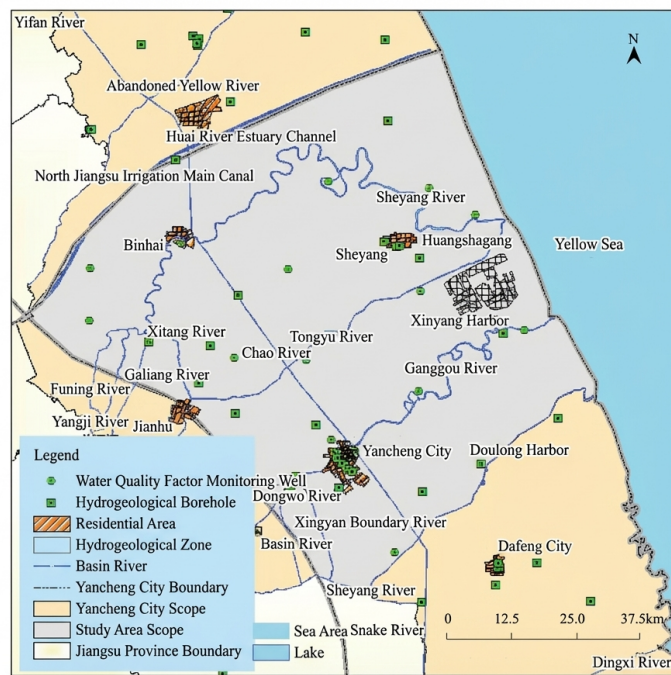 Yifan River
N
Abandoned Yellow River
Huai River Estuary Channel
North Jiangsu Irrigation Main Canal
Sheyang River
Binhai
Sheyang
Huangshagang
Yellow Sea
Xinyang Harbor
Xitang River
Tongyu River
Chao River
Galiang River
Ganggou River
Funing River
Yangji River
Jianhu
Yancheng City
Doulong Harbor
Dongwo River
Xingyan Boundary River
Basin River
Dafeng City
Sheyang River
Snake River
Dingxi River
Legend
Water Quality Factor Monitoring Well
Hydrogeological Borehole
Residential Area
Hydrogeological Zone
Basin River
Yancheng City Boundary
Yancheng City Scope
Study Area Scope
Jiangsu Province Boundary
Sea Area
Lake
0 12.5 25.0 37.5km